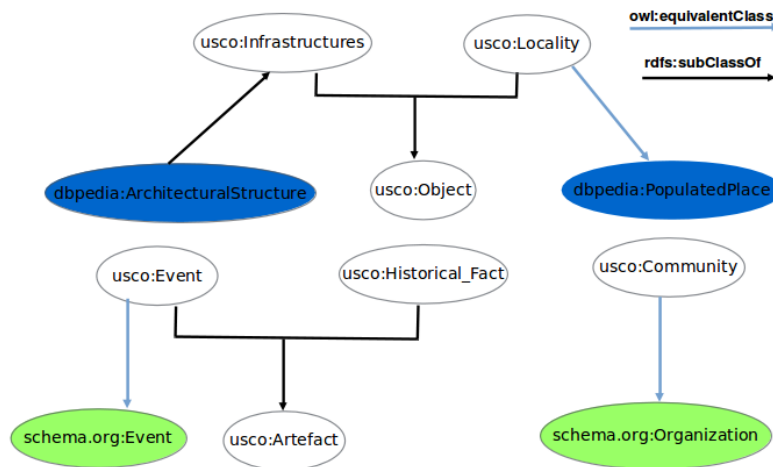 owl:equivalentClass
usco:Infrastructures
usco:Locality
rdfs:subClassOf
dbpedia:ArchitecturalStructure
usco:Object
dbpedia:PopulatedPlace
usco:Event
usco:Historical_Fact
usco:Community
schema.org:Event
usco:Artefact
schema.org:Organization